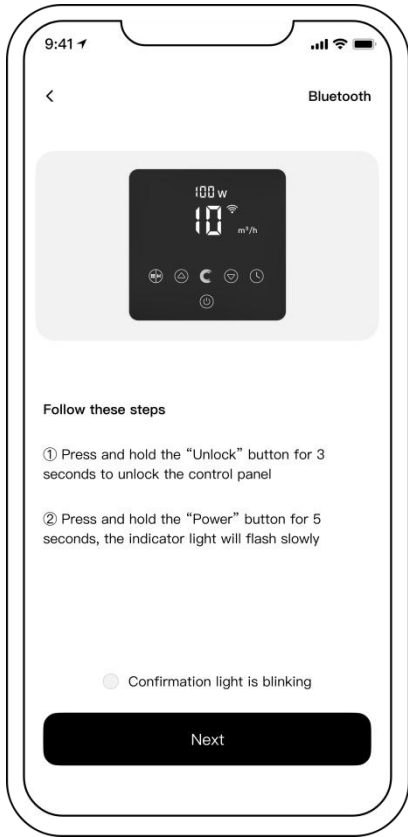 9:41
Bluetooth
100 w
10
m³/h
Follow these steps
① Press and hold the “Unlock” button for 3
seconds to unlock the control panel
② Press and hold the “Power” button for 5
seconds, the indicator light will flash slowly
Confirmation light is blinking
Next